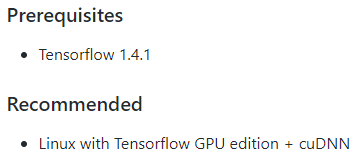 Prerequisites
• Tensorflow 1.4.1
Recommended
• Linux with Tensorflow GPU edition + cuDNN